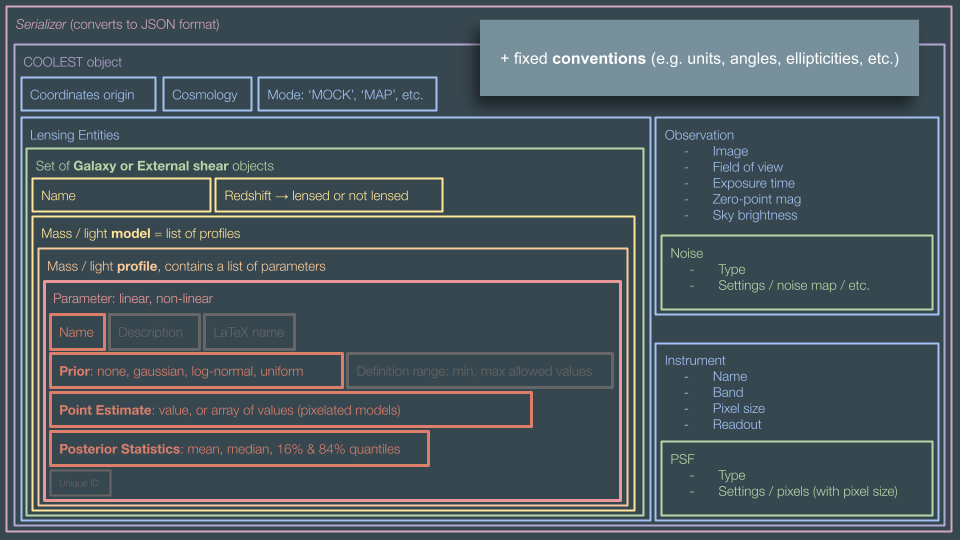 Serializer (converts to JSON format)
+ fixed conventions (e.g. units, angles, ellipticities, etc.)
COOLEST object
Coordinates origin
Cosmology
Mode: ‘MOCK’, ‘MAP’, etc.
Lensing Entities
Set of Galaxy or External shear objects
Name
Redshift → lensed or not lensed
Mass / light model = list of profiles
Mass / light profile, contains a list of parameters
Parameter: linear, non-linear
Name
Description
LaTeX name
Prior: none, gaussian, log-normal, uniform
Definition range: min, max allowed values
Point Estimate: value, or array of values (pixelated models)
Posterior Statistics: mean, median, 16% & 84% quantiles
Unique ID
Observation
- Image
- Field of view
- Exposure time
- Zero-point mag
- Sky brightness
Noise
- Type
- Settings / noise map / etc.
Instrument
- Name
- Band
- Pixel size
- Readout
PSF
- Type
- Settings / pixels (with pixel size)